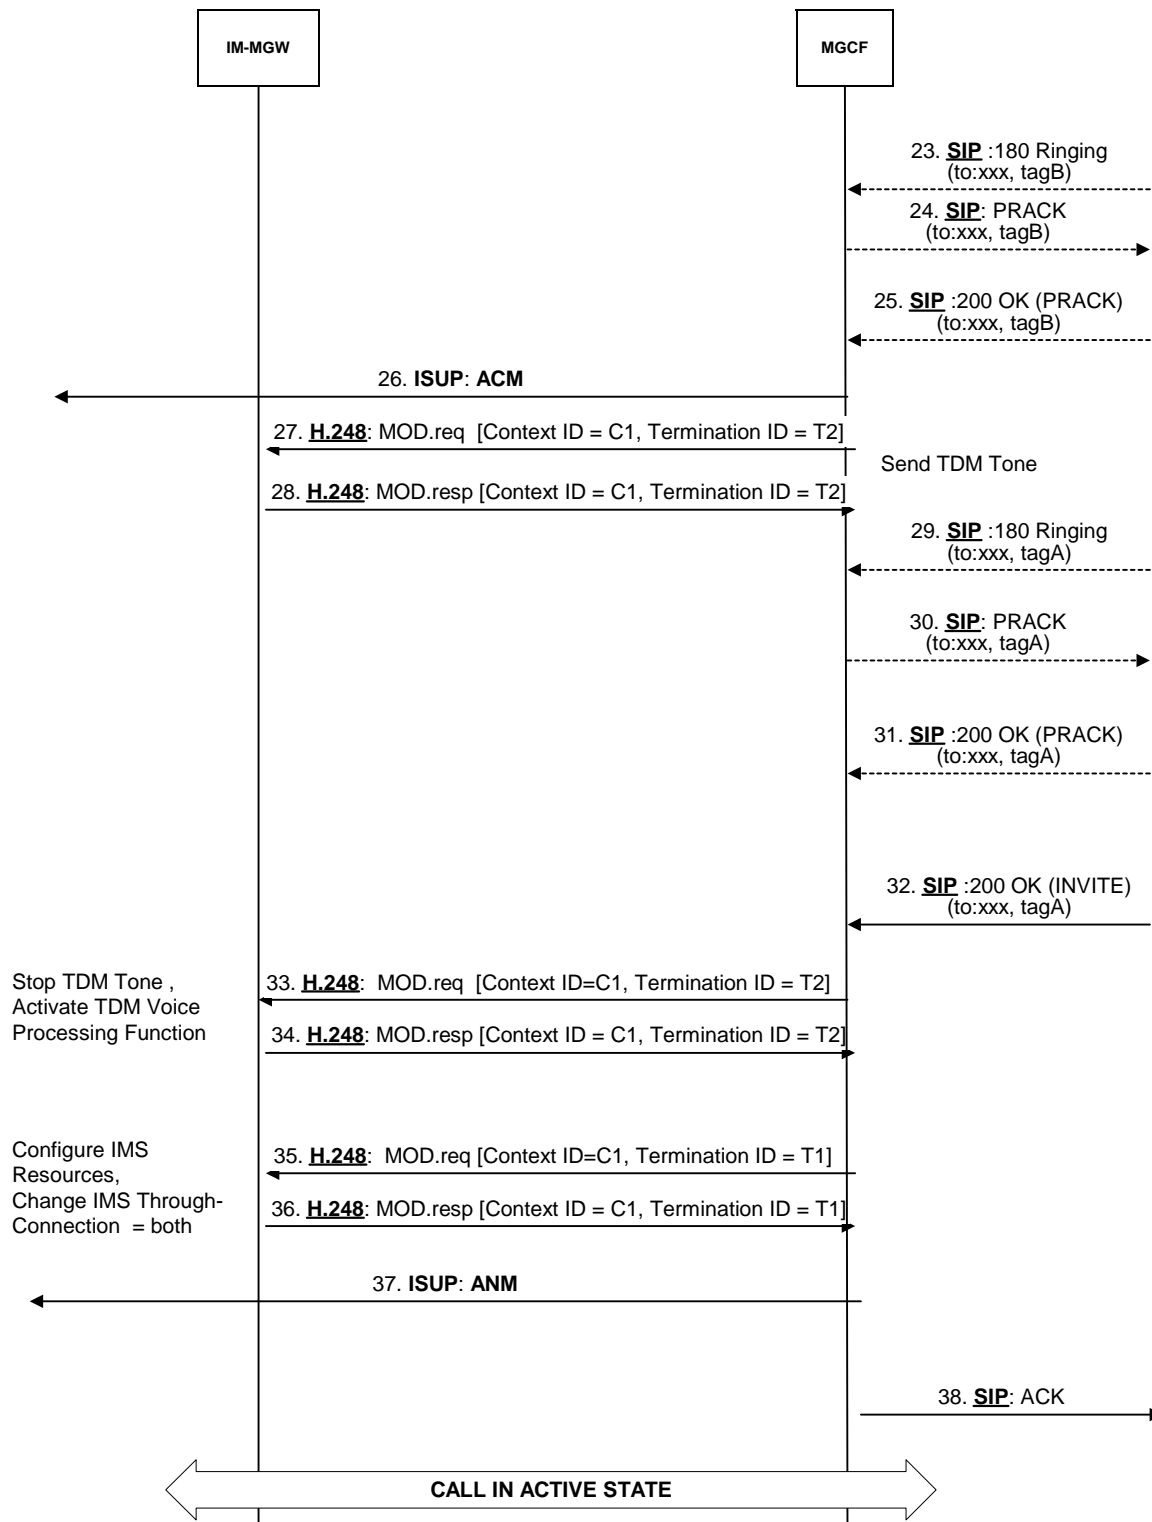 IM-MGW
MGCF
23. SIP :180 Ringing
(to:xxx, tagB)
24. SIP: PRACK
(to:xxx, tagB)
25. SIP :200 OK (PRACK)
(to:xxx, tagB)
26. ISUP: ACM
27. H.248: MOD.req [Context ID = C1, Termination ID = T2]
Send TDM Tone
28. H.248: MOD.resp [Context ID = C1, Termination ID = T2]
29. SIP :180 Ringing
(to:xxx, tagA)
30. SIP: PRACK
(to:xxx, tagA)
31. SIP :200 OK (PRACK)
(to:xxx, tagA)
32. SIP :200 OK (INVITE)
(to:xxx, tagA)
Stop TDM Tone ,
Activate TDM Voice
Processing Function
33. H.248: MOD.req [Context ID=C1, Termination ID = T2]
34. H.248: MOD.resp [Context ID = C1, Termination ID = T2]
Configure IMS
Resources,
Change IMS Through-
Connection = both
35. H.248: MOD.req [Context ID=C1, Termination ID = T1]
36. H.248: MOD.resp [Context ID = C1, Termination ID = T1]
37. ISUP: ANM
38. SIP: ACK
CALL IN ACTIVE STATE